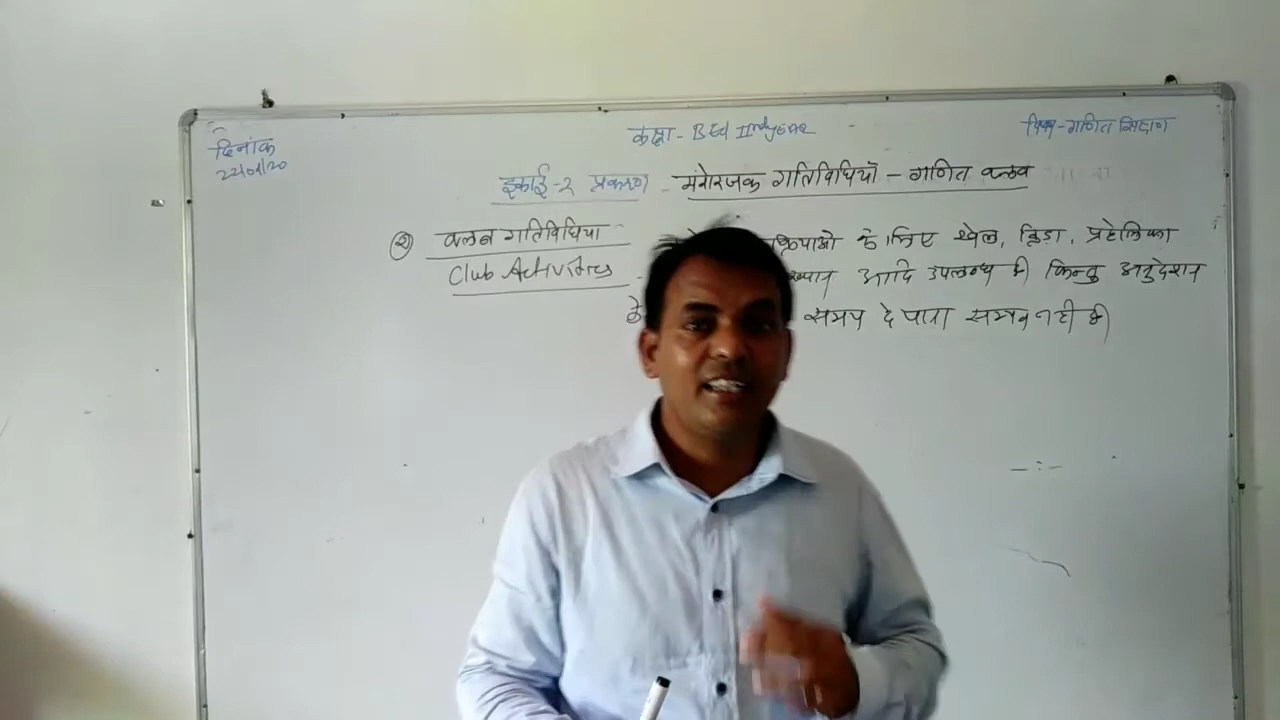 दिनांक
कक्षा - B.Ed IInd year
विषय - गणित शिक्षण
इकाई-२ प्रकरण - मनोरंजक गतिविधियाँ - गणित क्लब
② क्लब गतिविधियां
के लिए खेल, क्रिडा, प्रहेलिका
Club Activities -
आदि उपलब्ध है किन्तु अनुदेशन
के समय दे पाना सम्भव नहीं है